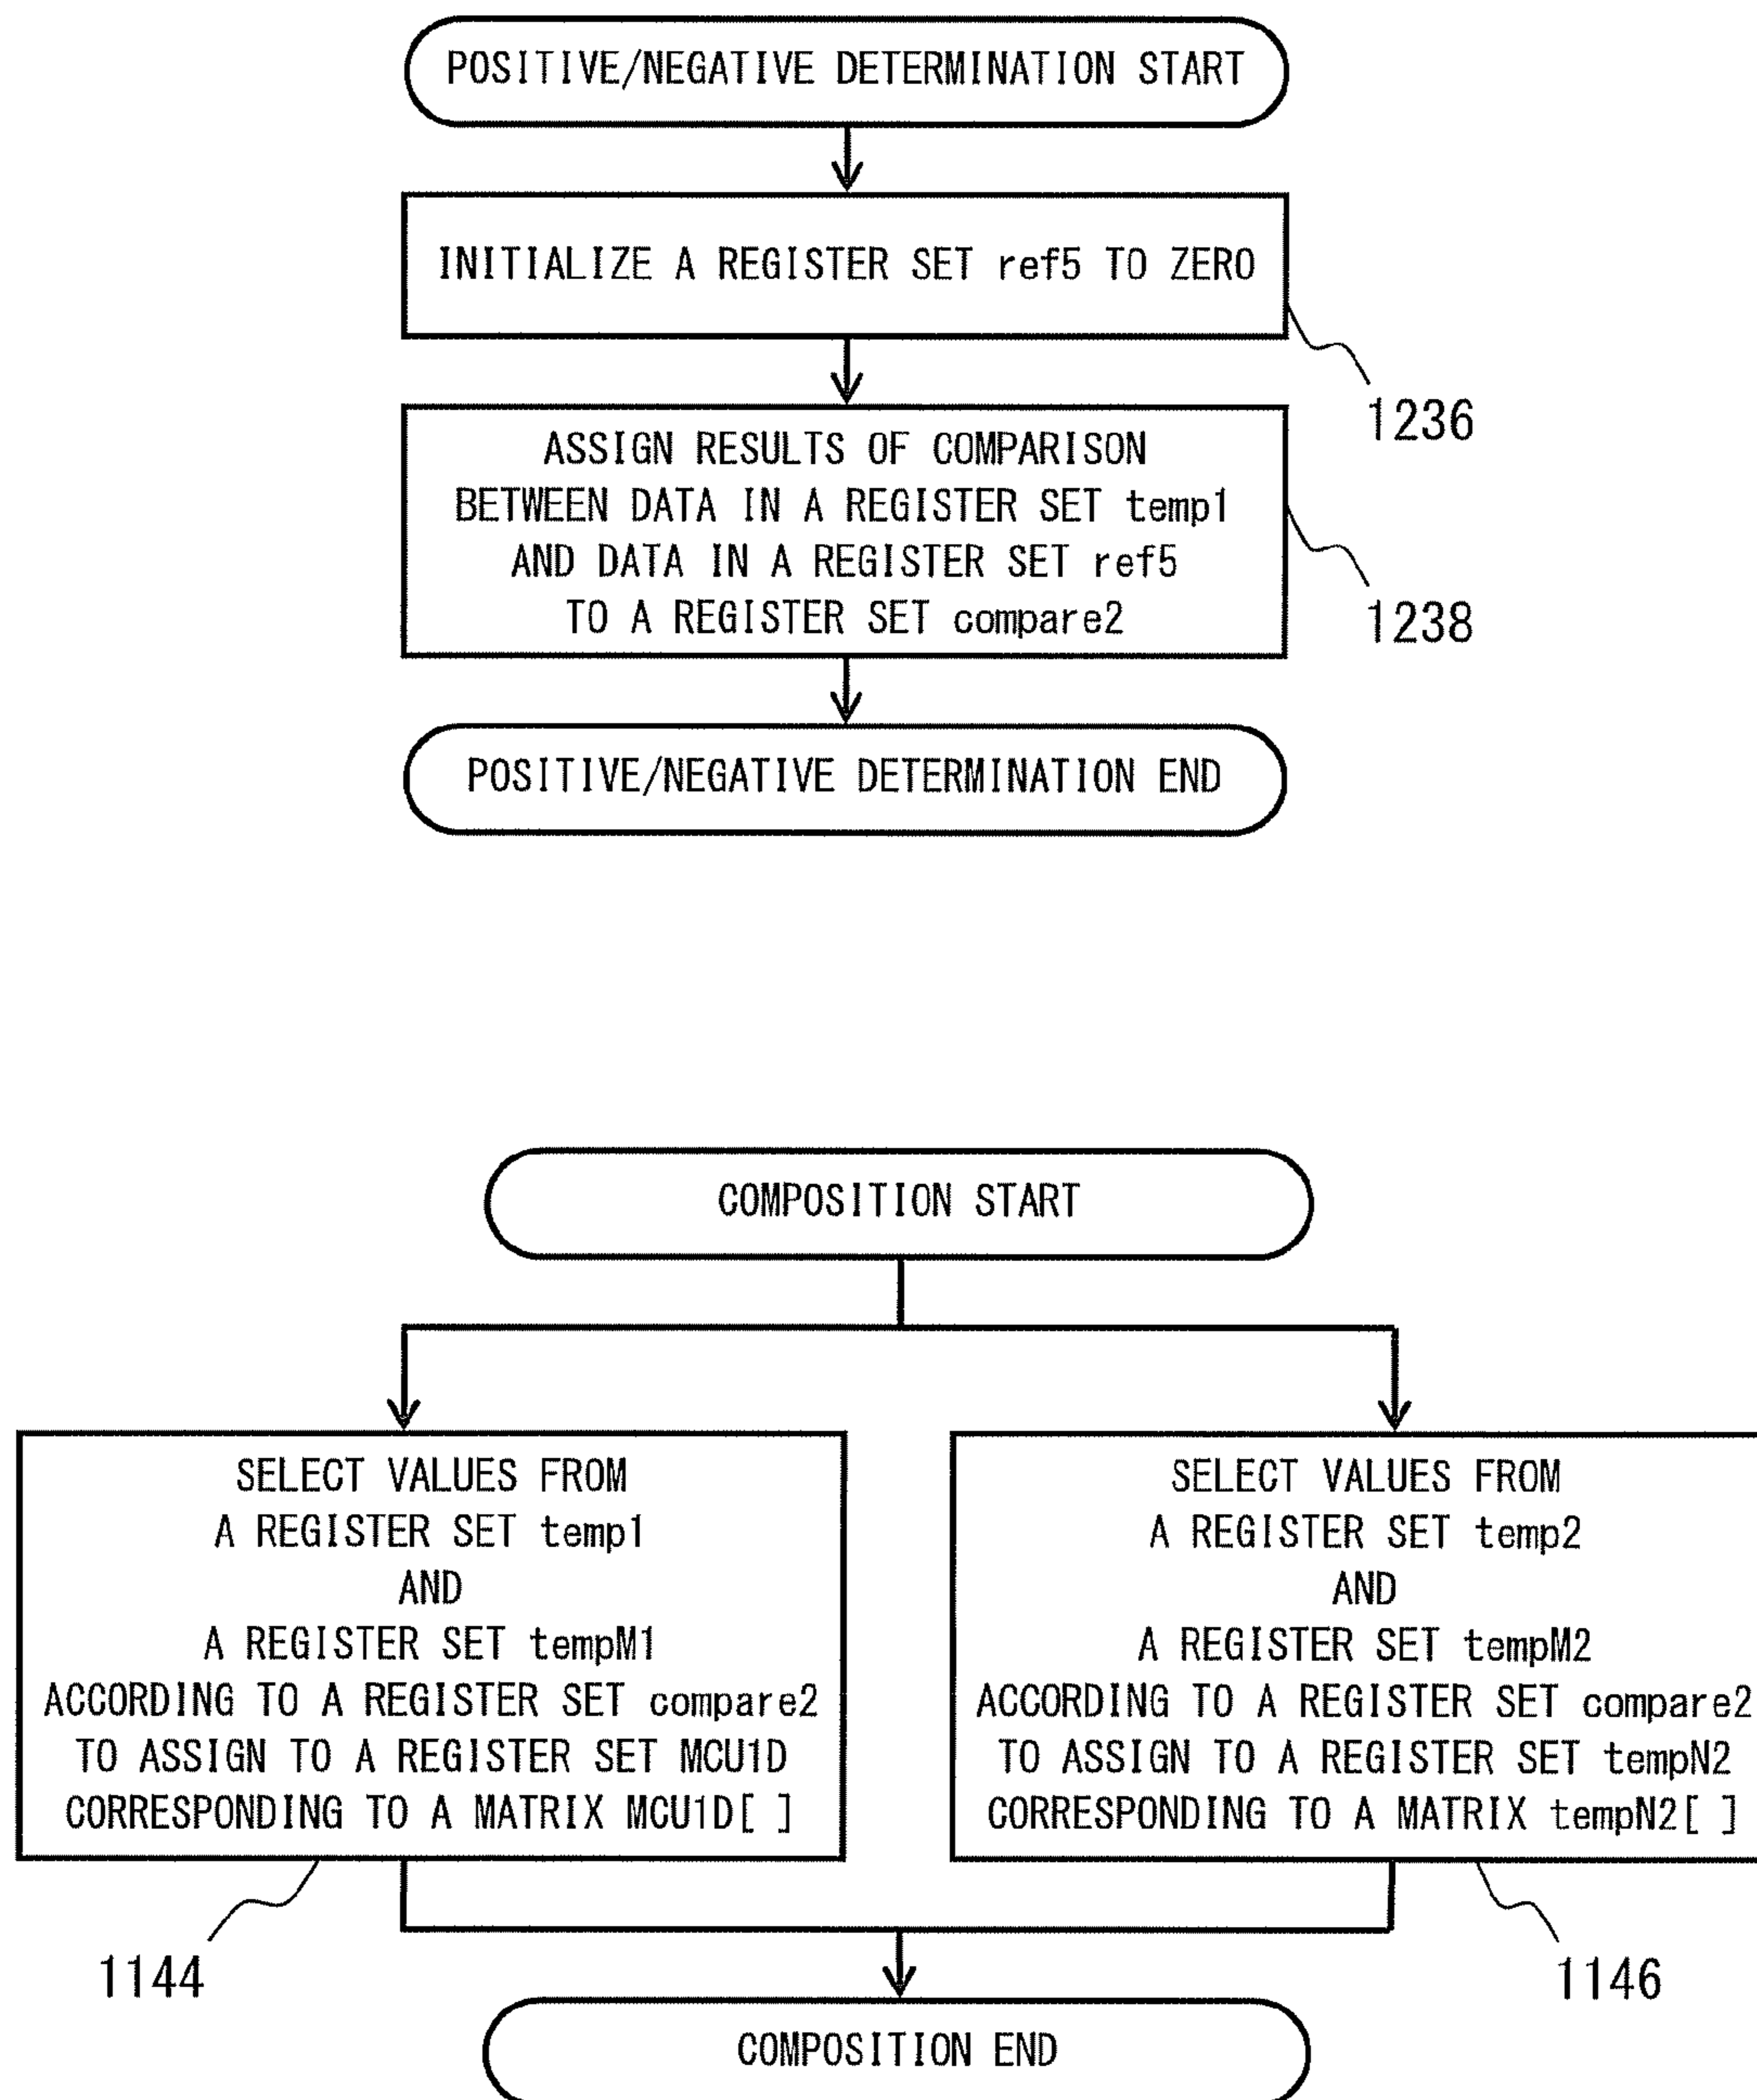 POSITIVE/NEGATIVE DETERMINATION START
INITIALIZE A REGISTER SET ref5 TO ZERO
1236
ASSIGN RESULTS OF COMPARISON
BETWEEN DATA IN A REGISTER SET temp1
AND DATA IN A REGISTER SET ref5
TO A REGISTER SET compare2
1238
POSITIVE/NEGATIVE DETERMINATION END
COMPOSITION START
SELECT VALUES FROM
A REGISTER SET temp1
AND
A REGISTER SET tempM1
ACCORDING TO A REGISTER SET compare2
TO ASSIGN TO A REGISTER SET MCU1D
CORRESPONDING TO A MATRIX MCU1D[ ]
1144
SELECT VALUES FROM
A REGISTER SET temp2
AND
A REGISTER SET tempM2
ACCORDING TO A REGISTER SET compare2
TO ASSIGN TO A REGISTER SET tempN2
CORRESPONDING TO A MATRIX tempN2[ ]
1146
COMPOSITION END